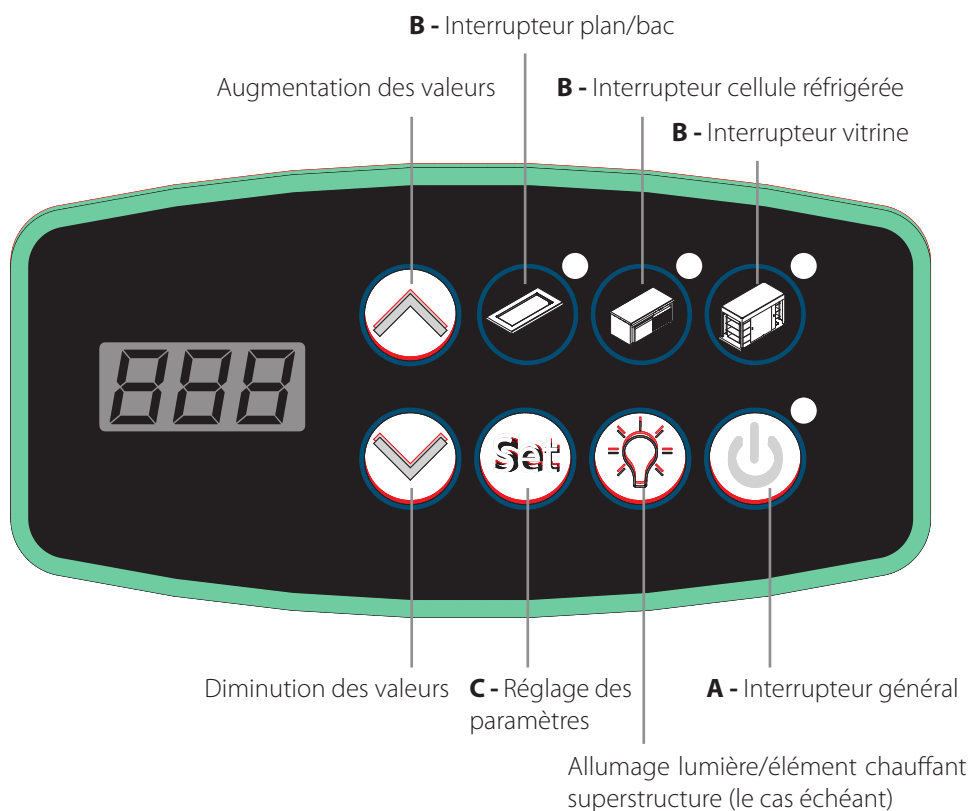 B - Interrupteur plan/bac
Augmentation des valeurs
B - Interrupteur cellule réfrigérée
B - Interrupteur vitrine
888
Set
Diminution des valeurs
C - Réglage des
paramètres
A - Interrupteur général
Allumage lumière/élément chauffant
superstructure (le cas échéant)